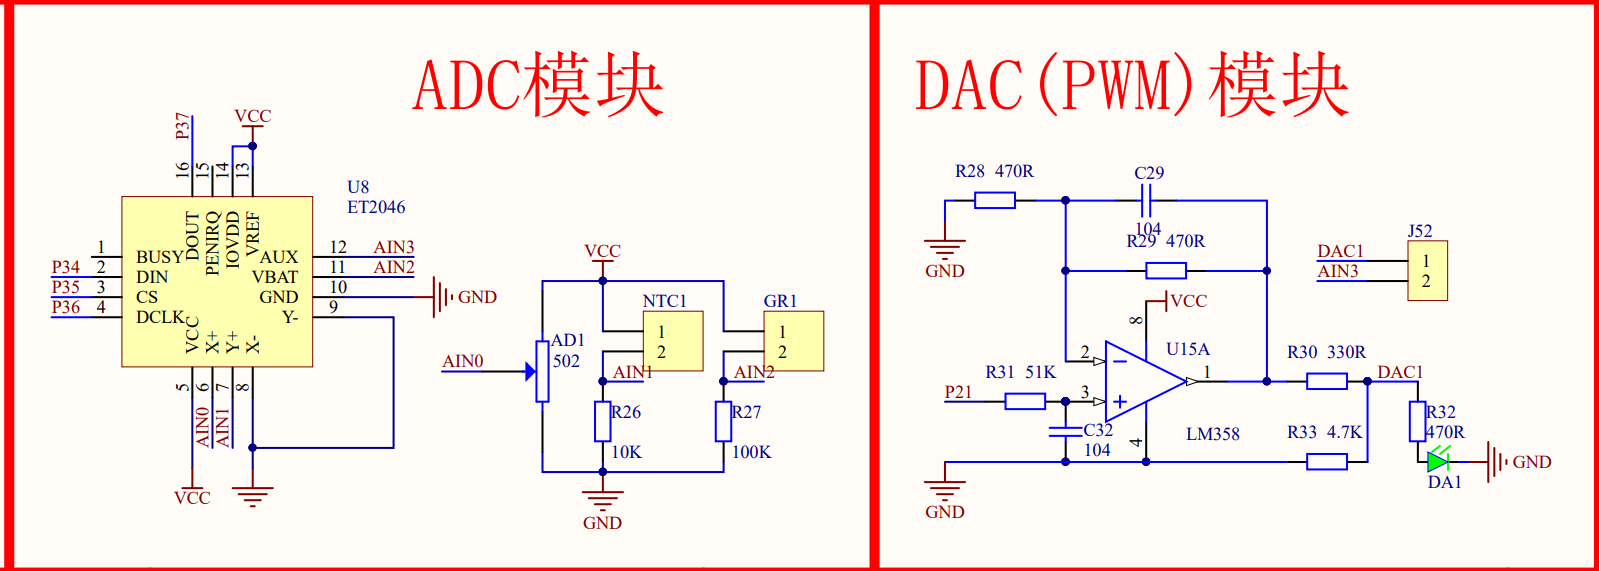 ADC模块
P37
VCC
16
15
14
13
U8
ET2046
DOUT
PENIRQ
IOVDD
VREF
1
BUSY
AUX
12
AIN3
P34
2
DIN
VBAT
11
AIN2
P35
3
CS
GND
10
GND
P36
4
DCLK
Y-
9
VCC
X+
Y+
X-
5
6
7
8
AIN0
AIN1
VCC
VCC
NTC1
GR1
1
1
2
2
AD1
502
AIN0
AIN1
AIN2
R26
R27
10K
100K
GND
DAC(PWM)模块
R28 470R
C29
104
R29 470R
GND
J52
DAC1
1
AIN3
2
VCC
8
U15A
2
1
R30 330R
DAC1
R31 51K
P21
3
C32
104
4
LM358
R32
470R
R33 4.7K
GND
DA1
GND